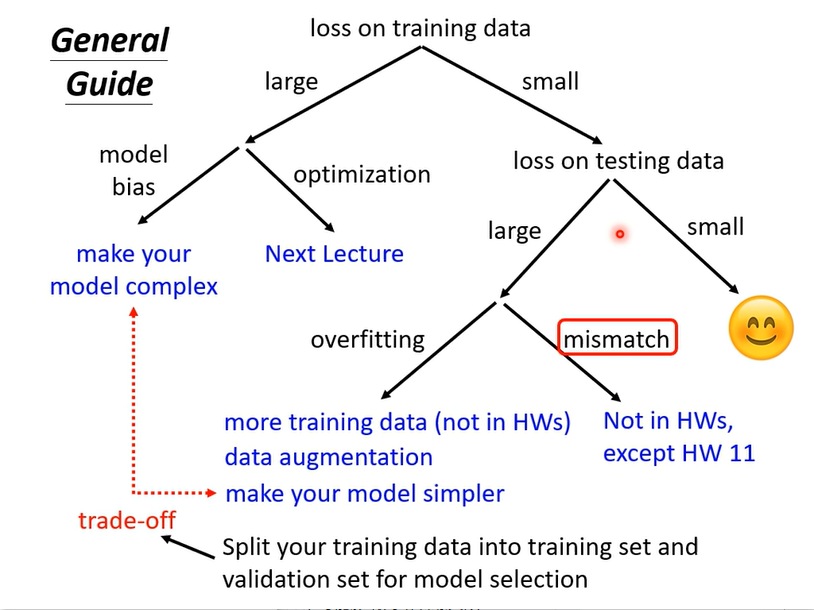 General
Guide
loss on training data
large
small
model
bias
optimization
loss on testing data
make your
model complex
Next Lecture
large
small
overfitting
mismatch
more training data (not in HWs)
data augmentation
make your model simpler
Not in HWs,
except HW 11
trade-off
Split your training data into training set and
validation set for model selection